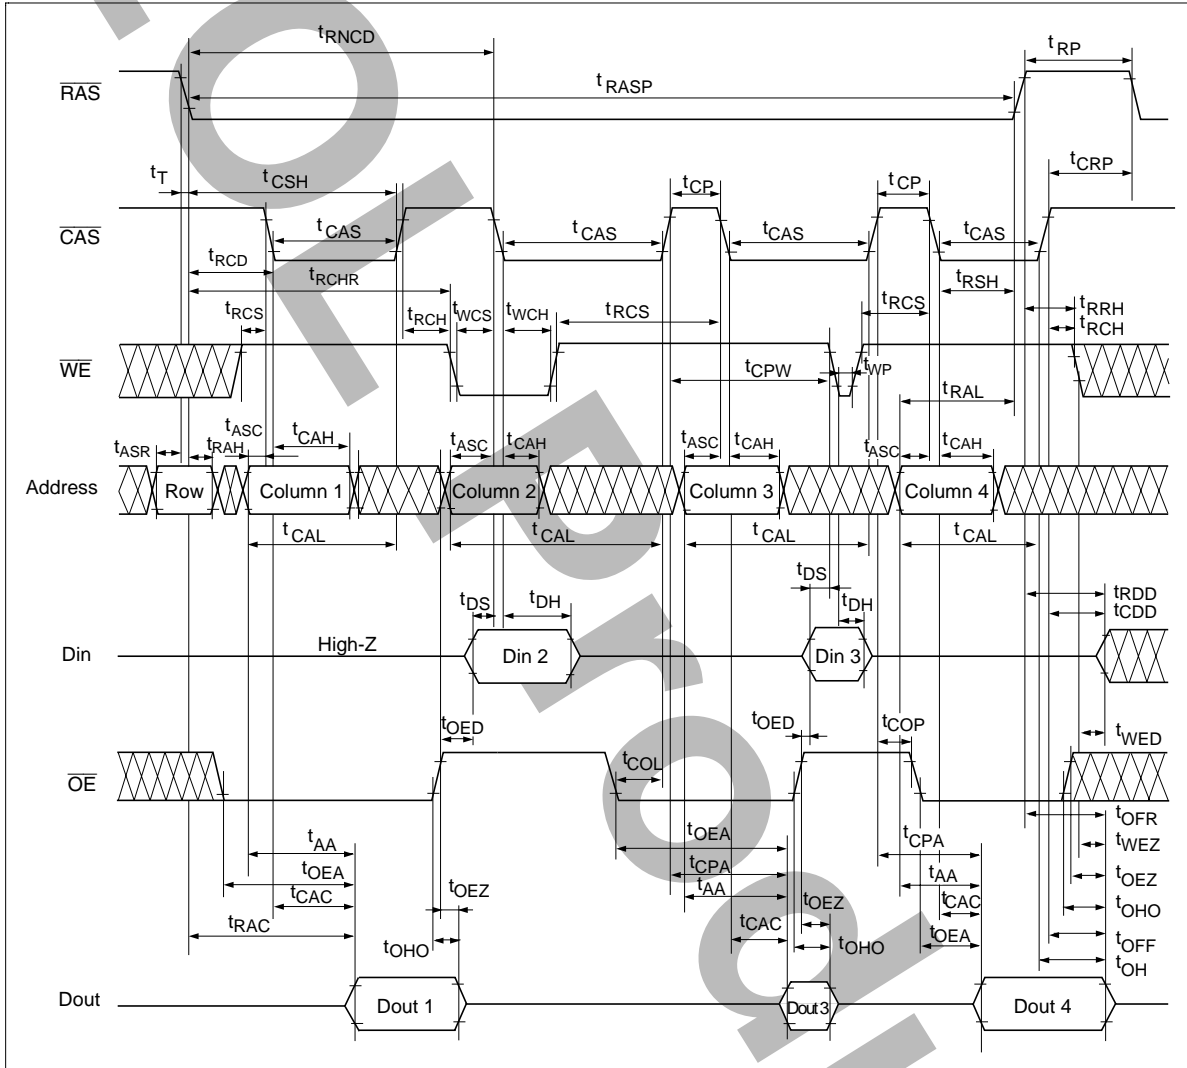 tRNCD
tRP
RAS
tRASP
tT
tCSH
tCP
tCP
tCRP
CAS
tCAS
tCAS
tCAS
tCAS
tRCD
tRCHR
tRSH
tRCS
tRCH
tWCS
tWCH
tRCS
tRCS
tRRH
tRCH
WE
tCPW
tWP
tRAL
tASR
tRAH
tASC
tCAH
tASC
tCAH
tASC
tCAH
tASC
tCAH
Address
Row
Column 1
Column 2
Column 3
Column 4
tCAL
tCAL
tCAL
tCAL
tDS
tDH
tDS
tDH
tRDD
tCDD
Din
High-Z
Din 2
Din 3
tOED
tOED
tCOP
tWED
OE
tCOL
tOFR
tAA
tOEA
tCPA
tWEZ
tOEA
tOEZ
tCPA
tAA
tOEZ
tAA
tOEZ
tCAC
tCAC
tOHO
tRAC
tOHO
tCAC
tOHO
tOEA
tOFF
tOH
Dout
Dout 1
Dout 3
Dout 4
EOL Prod